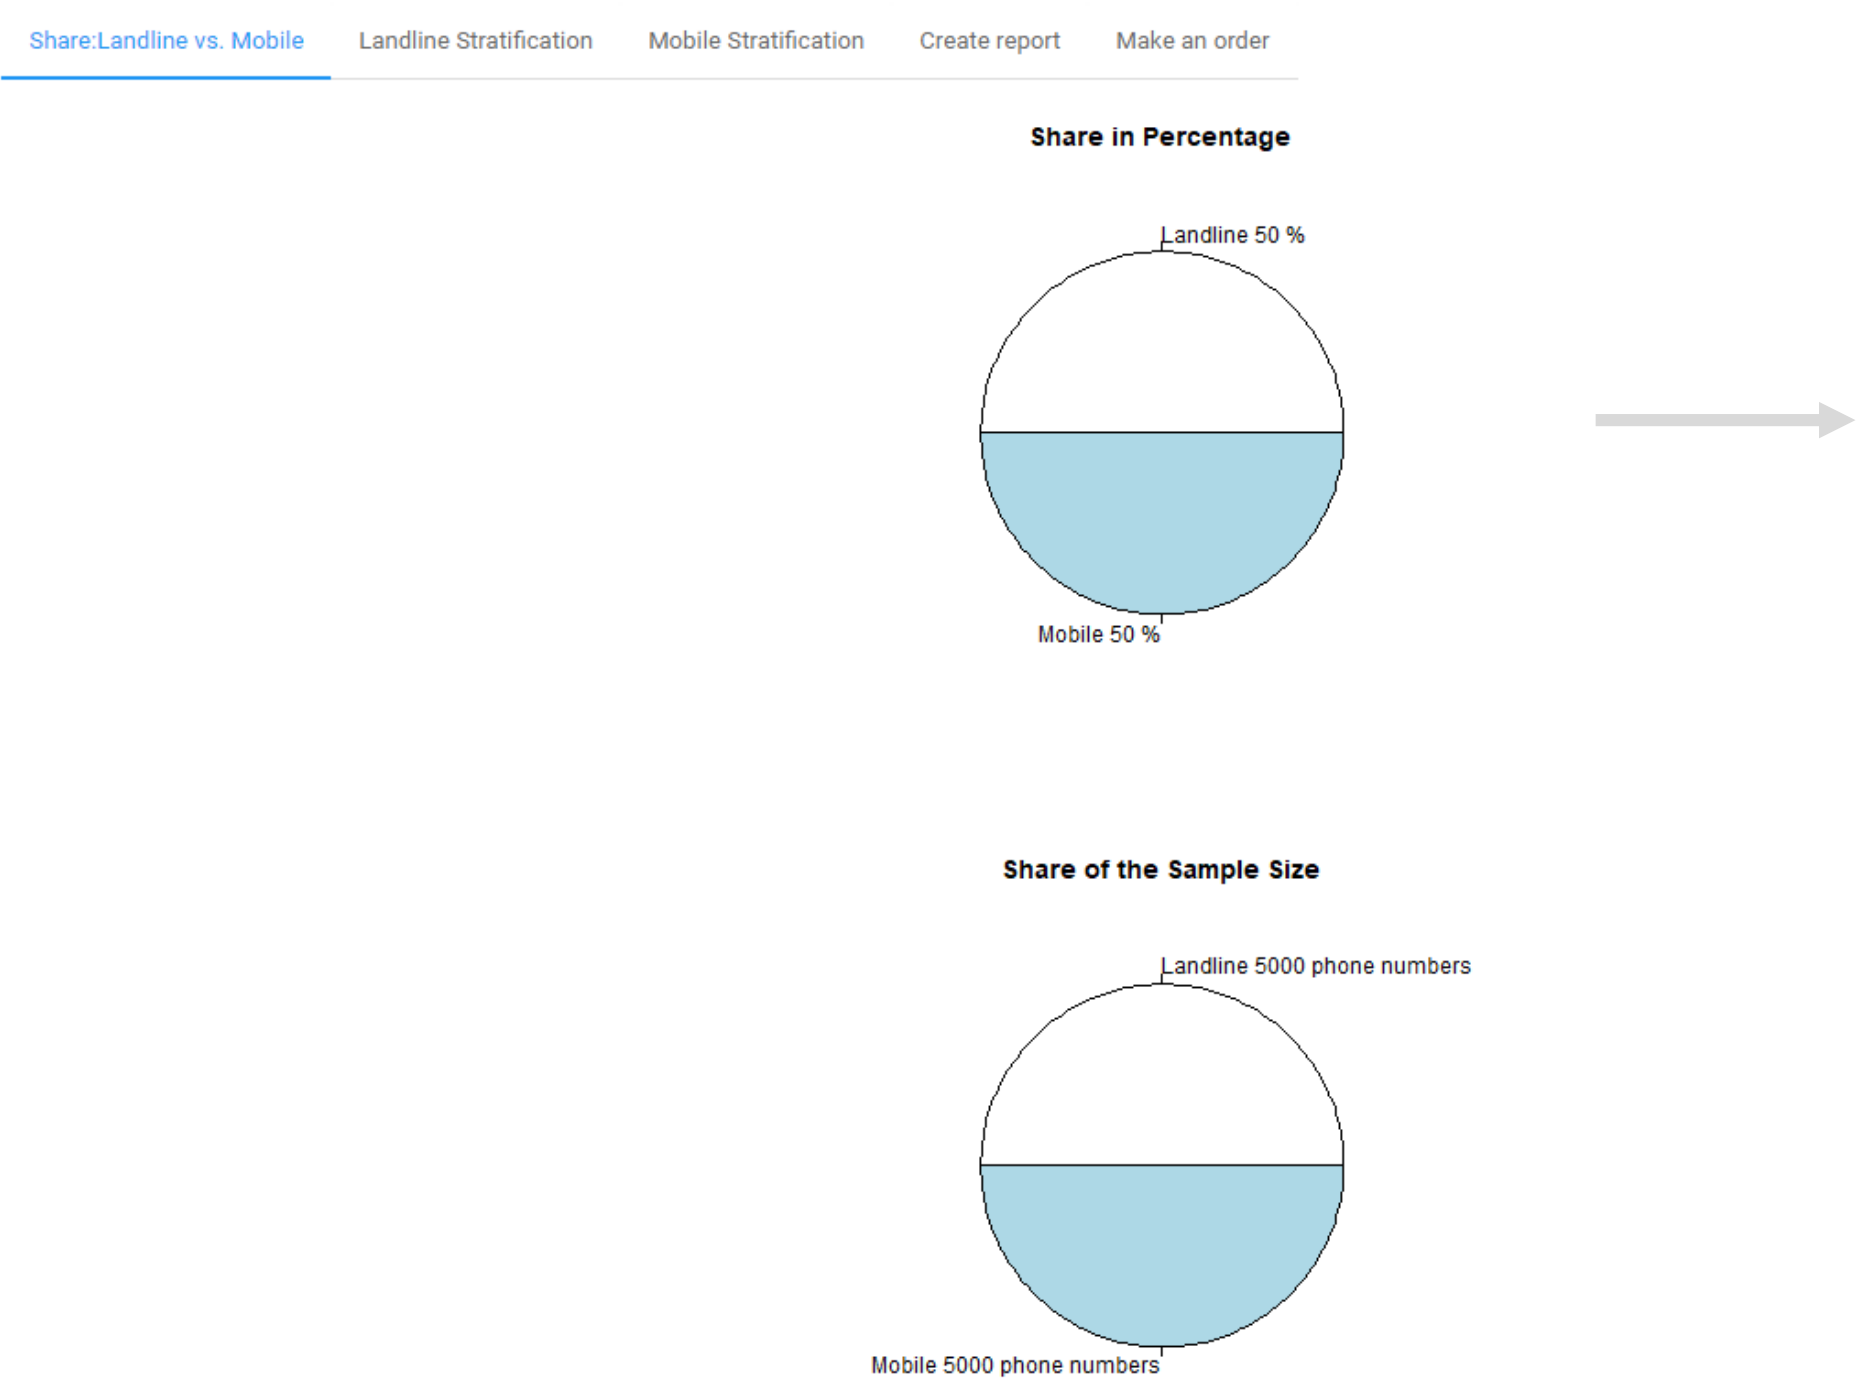 Share:Landline vs. Mobile Landline Stratification Mobile Stratification Create report Make an order
Share in Percentage
Landline 50 %
Mobile 50 %
Share of the Sample Size
Landline 5000 phone numbers
Mobile 5000 phone numbers